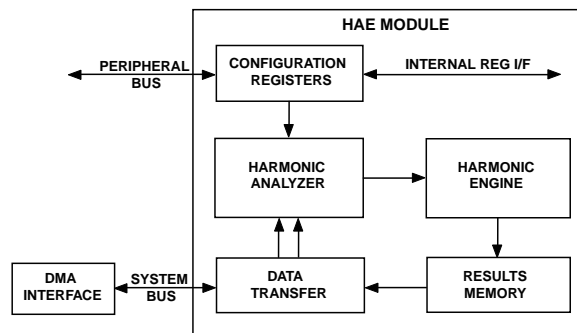 HAE MODULE
PERIPHERAL
BUS
CONFIGURATION
REGISTERS
INTERNAL REG I/F
HARMONIC
ANALYZER
HARMONIC
ENGINE
DMA
INTERFACE
SYSTEM
BUS
DATA
TRANSFER
RESULTS
MEMORY